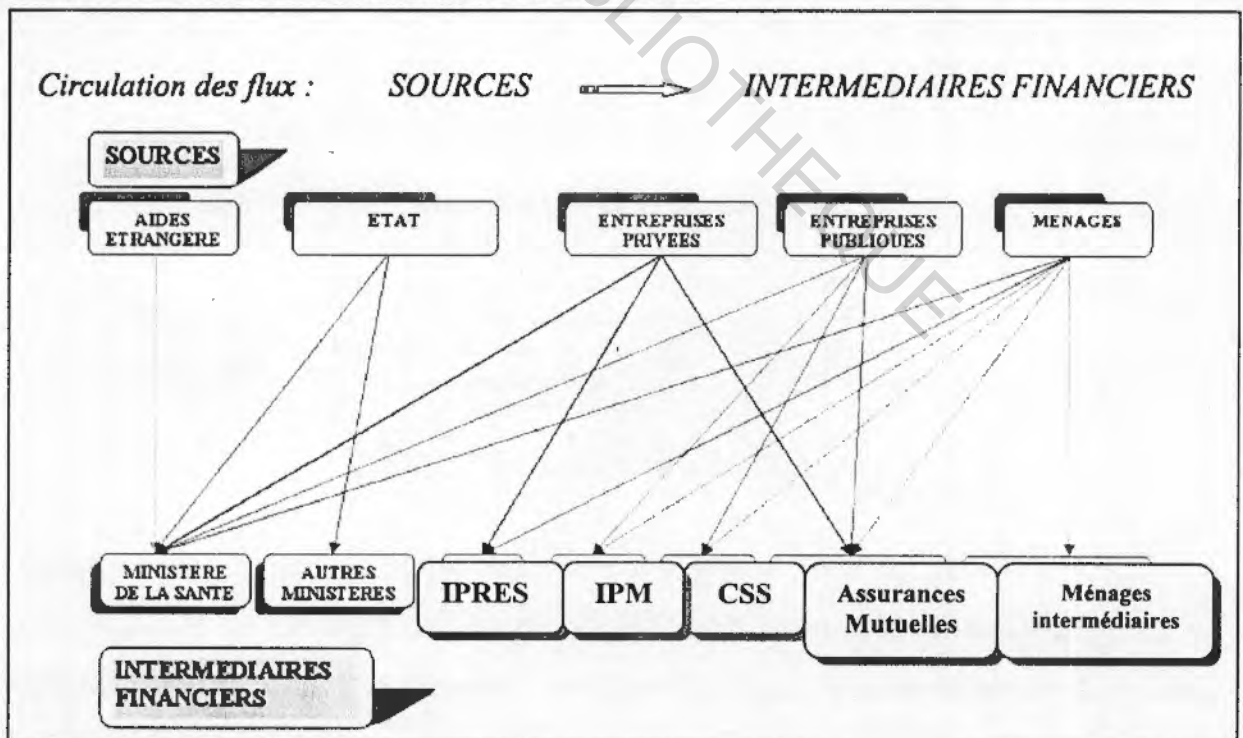 Circulation des flux : SOURCES INTERMEDIAIRES FINANCIERS
SOURCES
AIDES
ETRANGERE
ETAT
ENTREPRISES
PRIVEES
ENTREPRISES
PUBLIQUES
MENAGES
MINISTERE
DE LA SANTE
AUTRES
MINISTERES
IPRES
IPM
CSS
Assurances
Mutuelles
Ménages
intermédiaires
INTERMEDIAIRES
FINANCIERS
BLIOTHEQUE